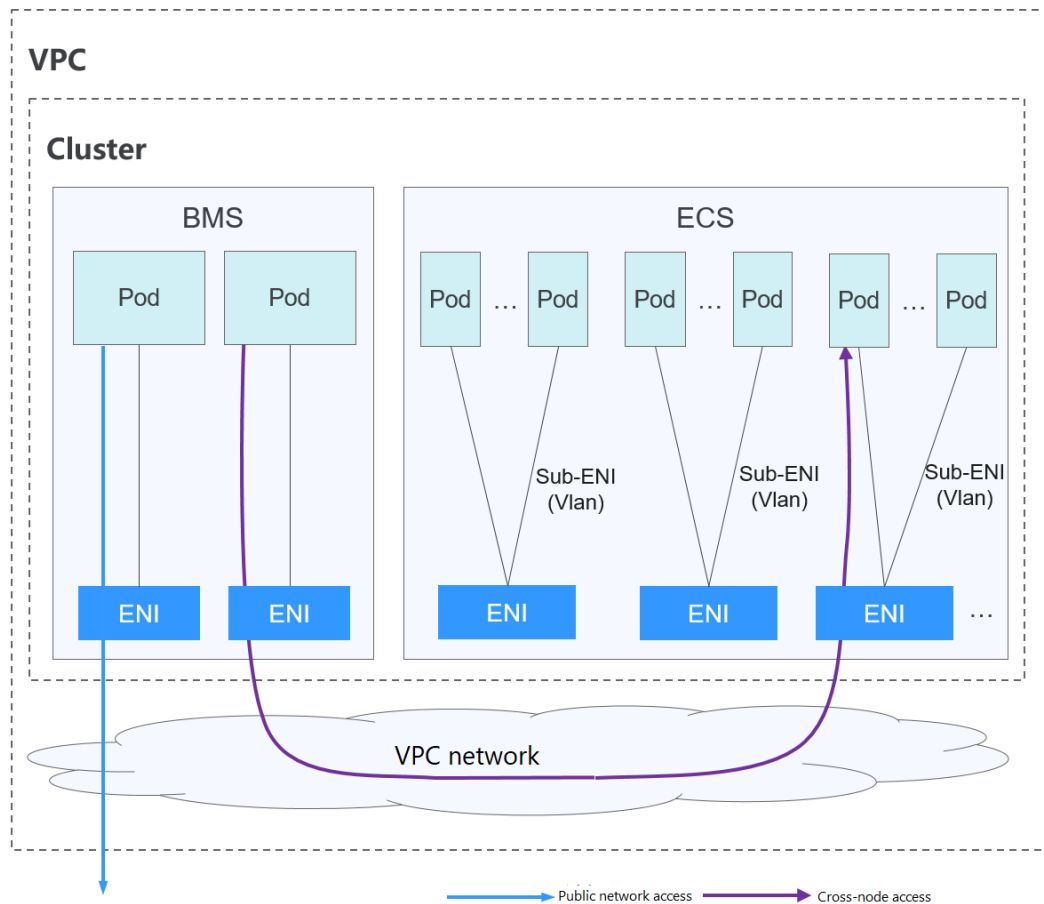 VPC
Cluster
BMS
ECS
Pod
Pod
Pod
...
Pod
Pod
...
Pod
Pod
...
Pod
Sub-ENI
(Vlan)
Sub-ENI
(Vlan)
Sub-ENI
(Vlan)
ENI
ENI
ENI
ENI
ENI
...
VPC network
Public network access
Cross-node access